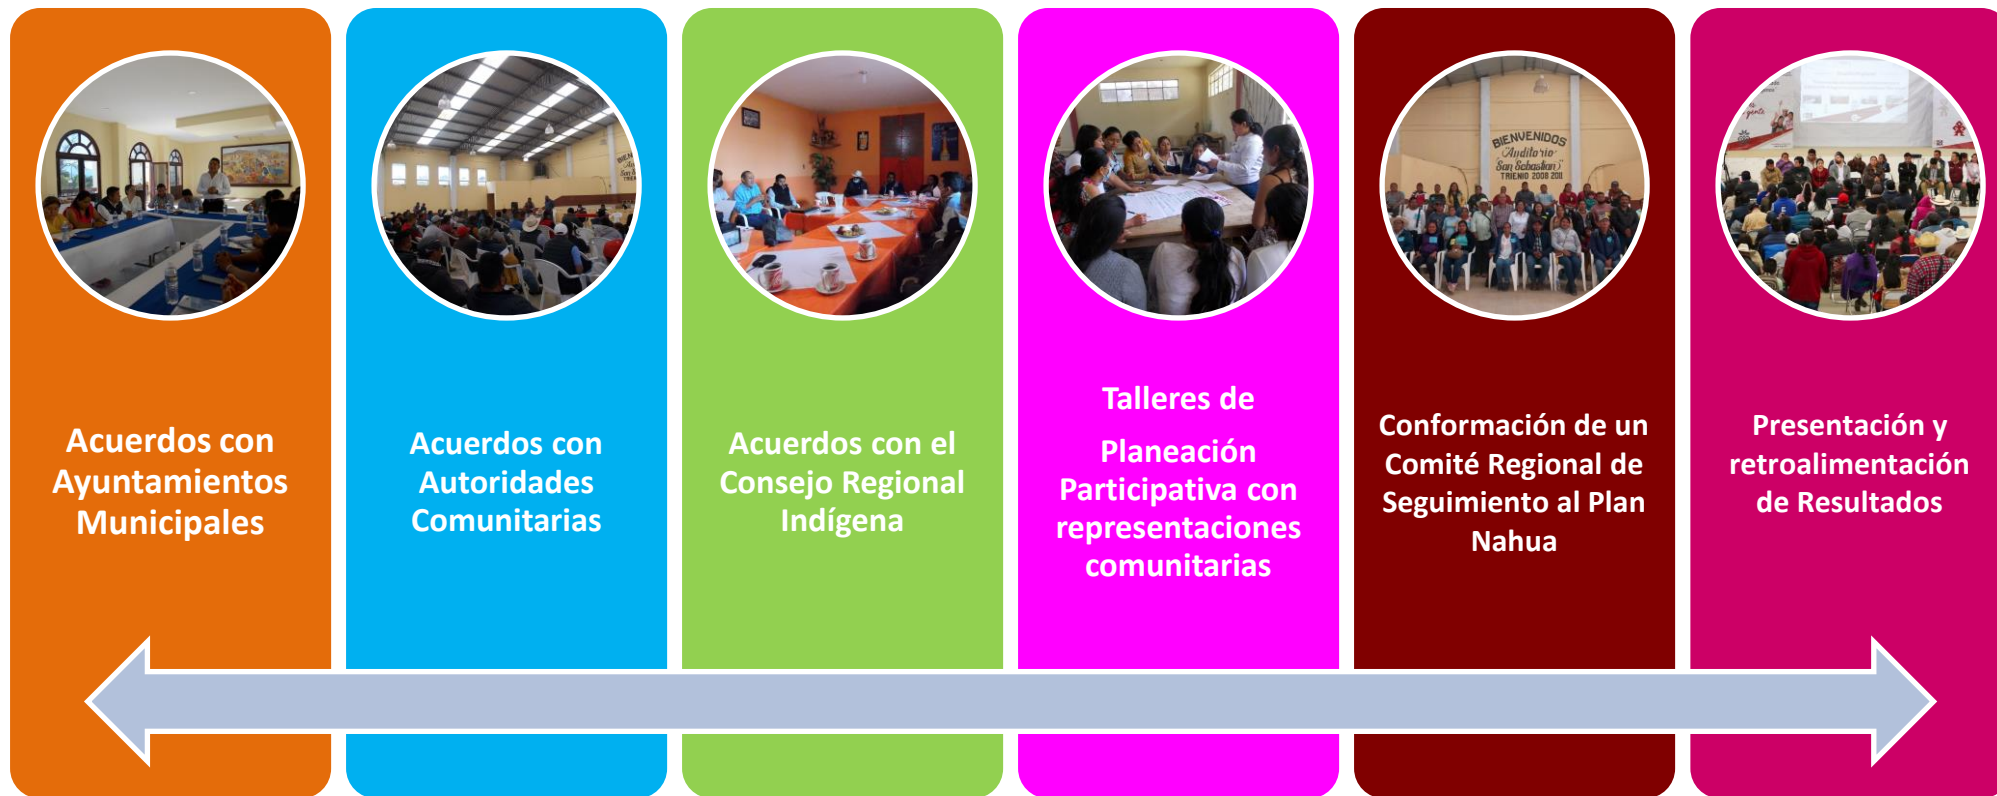 Acuerdos con
Ayuntamientos
Municipales
Acuerdos con
Autoridades
Comunitarias
Acuerdos con el
Consejo Regional
Indígena
Talleres de
Planeación
Participativa con
representaciones
comunitarias
BIENVENIDOS
Auditorio
San Sebastian
TRIENIO 2008 2011
Conformación de un
Comité Regional de
Seguimiento al Plan
Nahua
Presentación y
retroalimentación
de Resultados